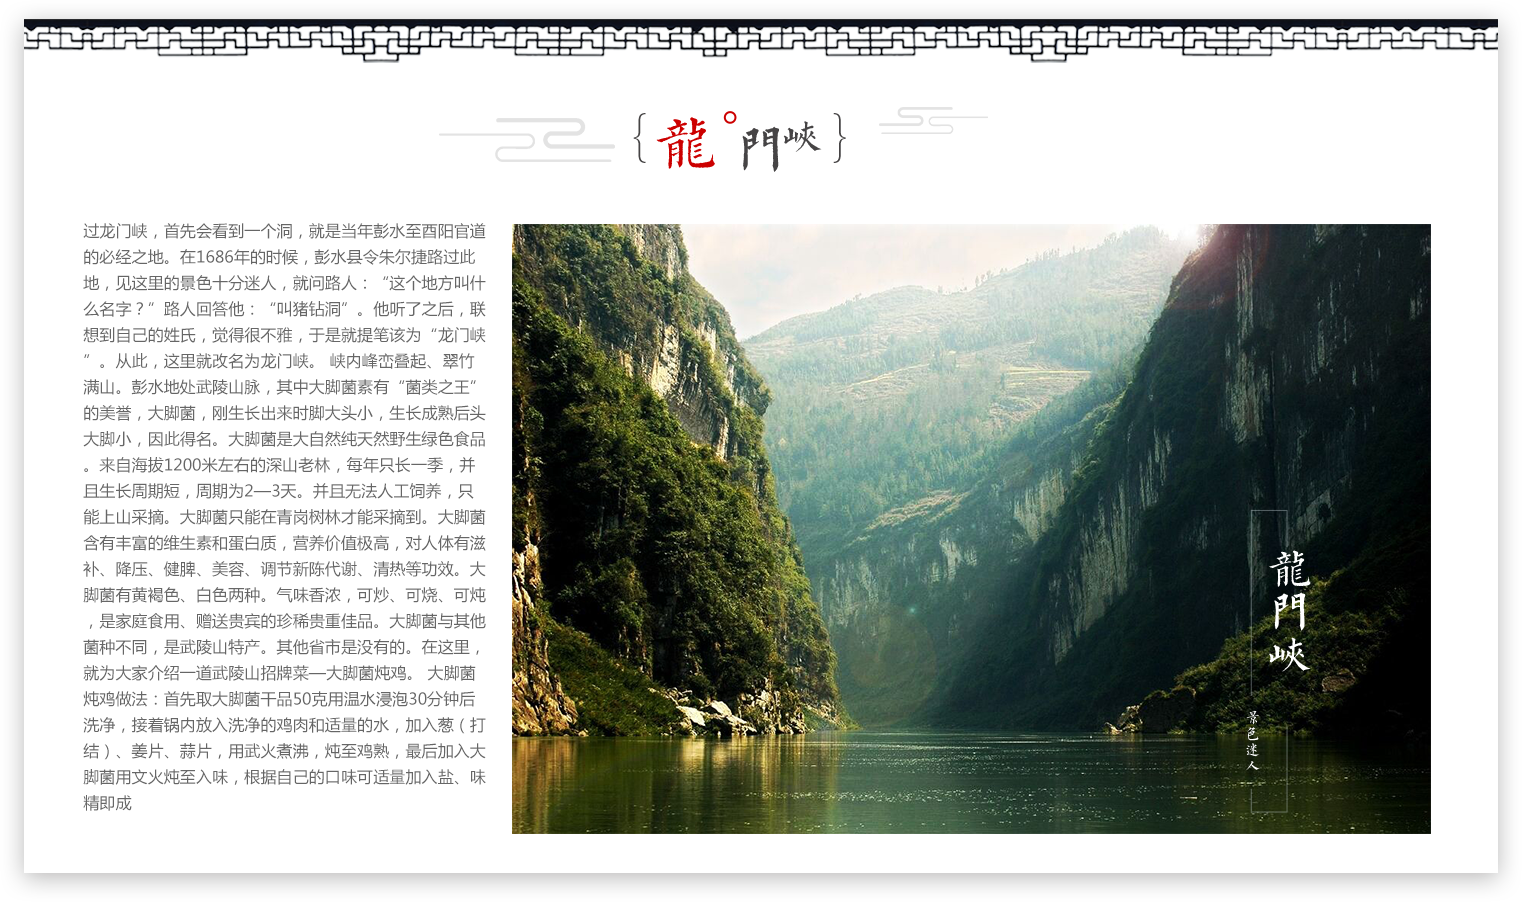 龍門峽
过龙门峡，首先会看到一个洞，就是当年彭水至酉阳官道
的必经之地。在1686年的时候，彭水县令朱尔捷路过此
地，见这里的景色十分迷人，就问路人：“这个地方叫什
么名字？”路人回答他：“叫猪钻洞”。他听了之后，联
想到自己的姓氏，觉得很不雅，于是就提笔该为“龙门峡
”。从此，这里就改名为龙门峡。 峡内峰峦叠起、翠竹
满山。彭水地处武陵山脉，其中大脚菌素有“菌类之王”
的美誉，大脚菌，刚生长出来时脚大头小，生长成熟后头
大脚小，因此得名。大脚菌是大自然纯天然野生绿色食品
。来自海拔1200米左右的深山老林，每年只长一季，并
且生长周期短，周期为2—3天。并且无法人工饲养，只
能上山采摘。大脚菌只能在青岗树林才能采摘到。大脚菌
含有丰富的维生素和蛋白质，营养价值极高，对人体有滋
补、降压、健脾、美容、调节新陈代谢、清热等功效。大
脚菌有黄褐色、白色两种。气味香浓，可炒、可烧、可炖
，是家庭食用、赠送贵宾的珍稀贵重佳品。大脚菌与其他
菌种不同，是武陵山特产。其他省市是没有的。在这里，
就为大家介绍一道武陵山招牌菜—大脚菌炖鸡。 大脚菌
炖鸡做法：首先取大脚菌干品50克用温水浸泡30分钟后
洗净，接着锅内放入洗净的鸡肉和适量的水，加入葱（打
结）、姜片、蒜片，用武火煮沸，炖至鸡熟，最后加入大
脚菌用文火炖至入味，根据自己的口味可适量加入盐、味
精即成
龍門峽
景色迷人